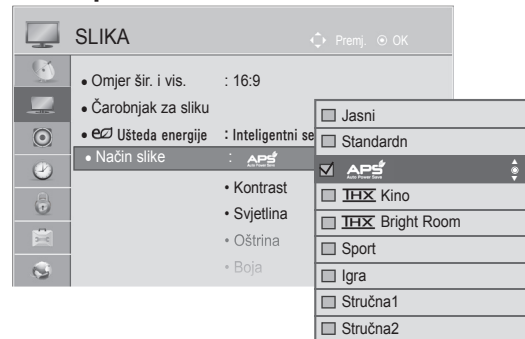 SLIKA
Premj. OK
Omjer šir. i vis. : 16:9
Čarobnjak za sliku
eco Ušteda energije : Inteligentni se
Način slike : APS
Auto Power Save
• Kontrast
• Svjetlina
• Oštrina
• Boja
Jasni
Standardn
APS
Auto Power Save
THX Kino
THX Bright Room
Sport
Igra
Stručna1
Stručna2